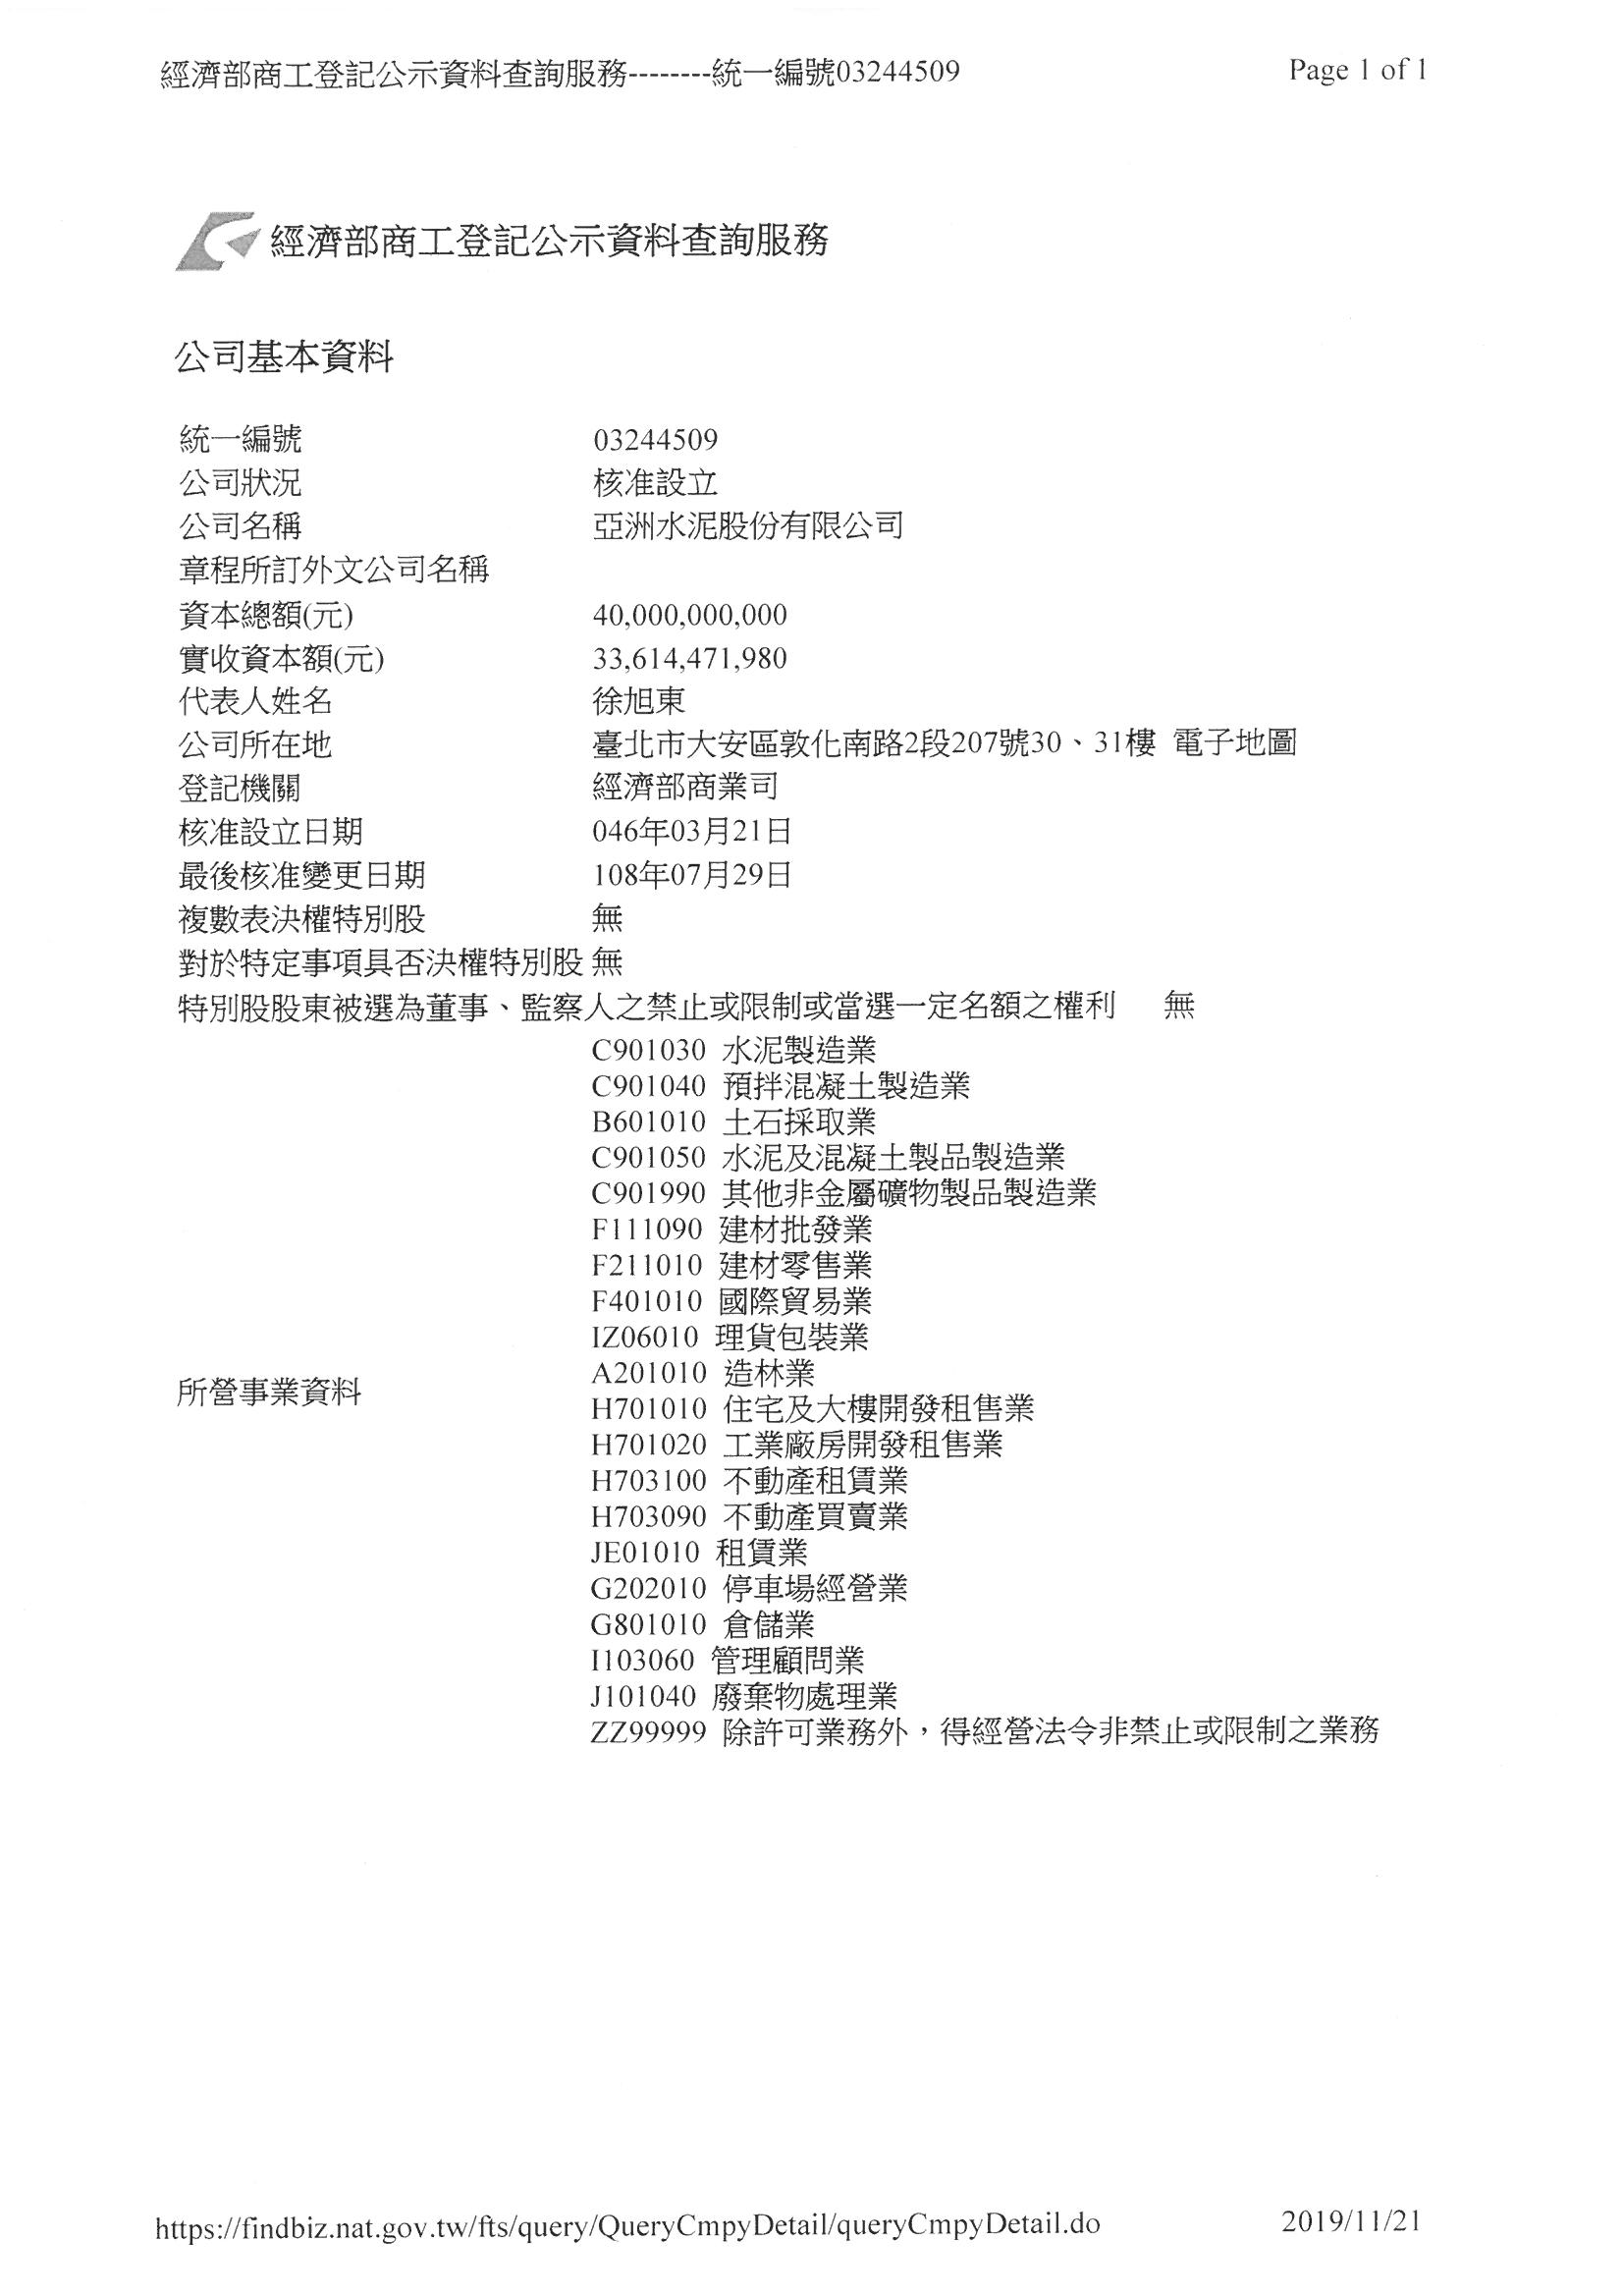 經濟部商工登記公示資料查詢服務--------統一編號03244509 Page 1 of 1
經濟部商工登記公示資料查詢服務
公司基本資料
統一編號 03244509
公司狀況 核准設立
公司名稱 亞洲水泥股份有限公司
章程所訂外文公司名稱
資本總額(元) 40,000,000,000
實收資本額(元) 33,614,471,980
代表人姓名 徐旭東
公司所在地 臺北市大安區敦化南路2段207號30、31樓 電子地圖
登記機關 經濟部商業司
核准設立日期 046年03月21日
最後核准變更日期 108年07月29日
複數表決權特別股 無
對於特定事項具否決權特別股 無
特別股股東被選為董事、監察人之禁止或限制或當選一定名額之權利 無
所營事業資料
C901030 水泥製造業
C901040 預拌混凝土製造業
B601010 土石採取業
C901050 水泥及混凝土製品製造業
C901990 其他非金屬礦物製品製造業
F111090 建材批發業
F211010 建材零售業
F401010 國際貿易業
IZ06010 理貨包裝業
A201010 造林業
H701010 住宅及大樓開發租售業
H701020 工業廠房開發租售業
H703100 不動產租賃業
H703090 不動產買賣業
JE01010 租賃業
G202010 停車場經營業
G801010 倉儲業
I103060 管理顧問業
J101040 廢棄物處理業
ZZ99999 除許可業務外，得經營法令非禁止或限制之業務
https://findbiz.nat.gov.tw/fts/query/QueryCmpyDetail/queryCmpyDetail.do 2019/11/21